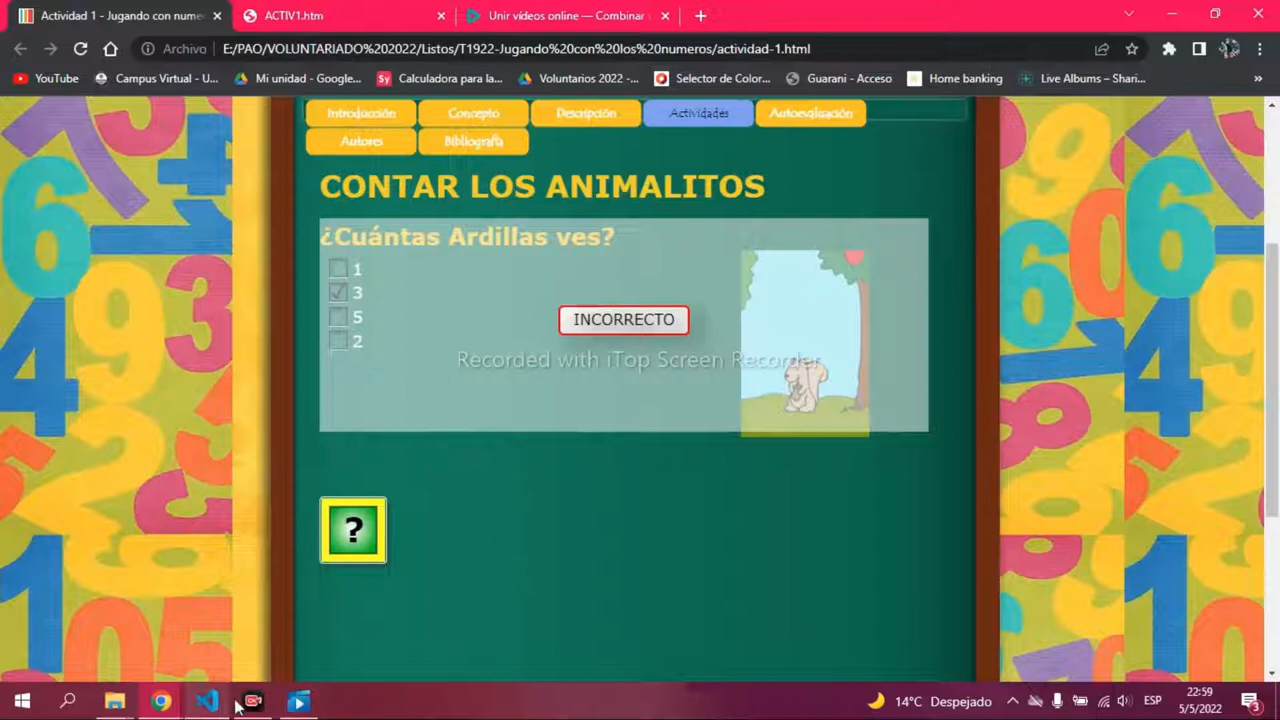 Actividad 1 - Jugando con nume
ACTIV1.htm
Unir vídeos online — Combinar
Archivo
E:/PAO/VOLUNTARIADO%202022/Listos/T1922-Jugando%20con%20los%20numeros/actividad-1.html
YouTube
Campus Virtual - U...
Mi unidad - Google...
Calculadora para la...
Voluntarios 2022 -...
Selector de Color...
Guarani - Acceso
Home banking
Live Albums – Shari...
»
Introducción
Concepto
Descripción
Actividades
Autoevaluación
Autores
Bibliografía
CONTAR LOS ANIMALITOS
¿Cuántas Ardillas ves?
1
3
5
2
INCORRECTO
Recorded with iTop Screen Recorder
?
14°C Despejado
ESP
22:59
5/5/2022
3